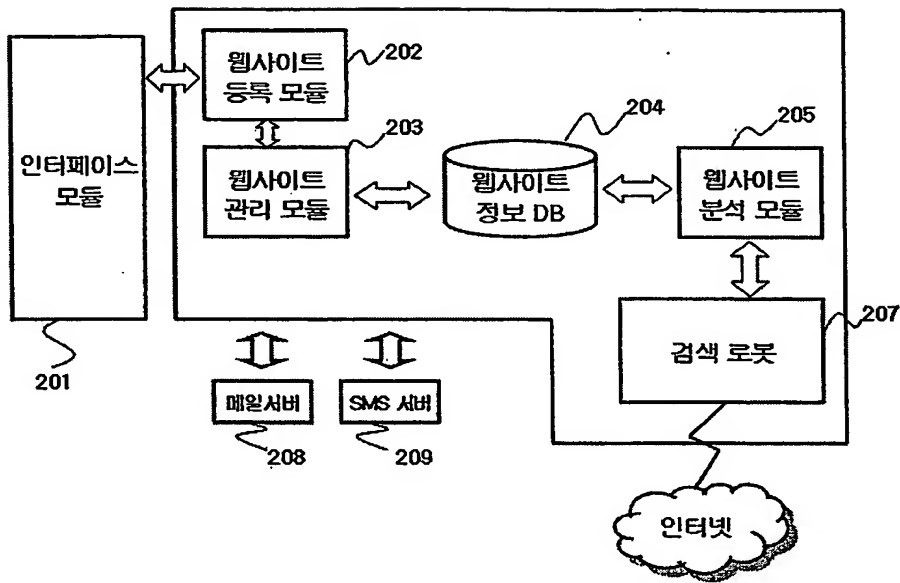 웹사이트
등록 모듈
202
인터페이스
모듈
201
웹사이트
관리 모듈
203
웹사이트
정보 DB
204
웹사이트
분석 모듈
205
검색 로봇
207
메일서버
208
SMS 서버
209
인터넷